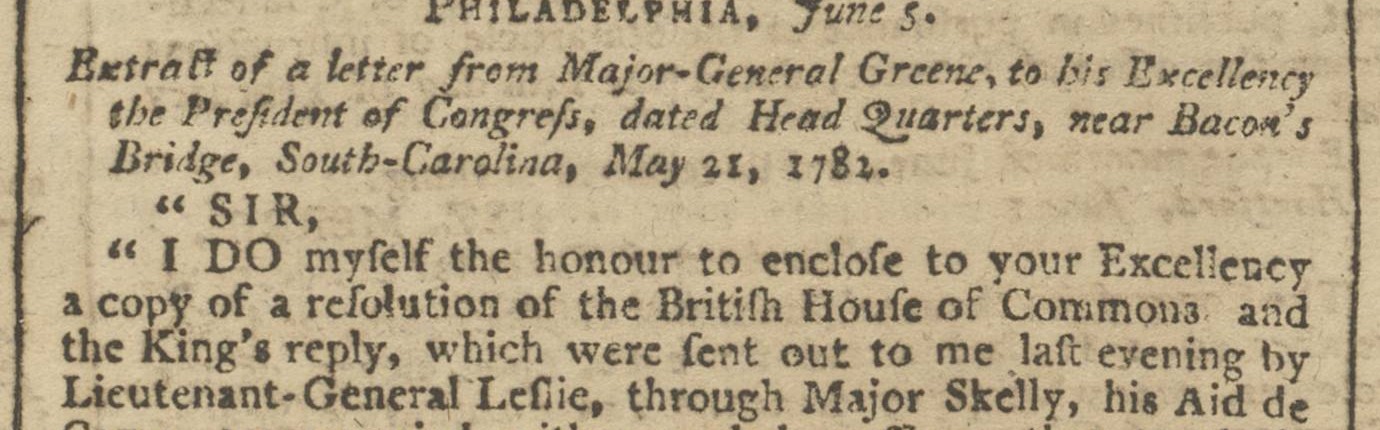 PHILADELPHIA, June 5.
Extract of a letter from Major-General Greene, to his Excellency
the Preſident of Congreſs, dated Head Quarters, near Bacon's
Bridge, South-Carolina, May 21, 1782.
“ SIR,
“ I DO myſelf the honour to encloſe to your Excellency
a copy of a reſolution of the Britiſh Houſe of Commons and
the King's reply, which were ſent out to me laſt evening by
Lieutenant-General Leſlie, through Major Skelly, his Aid de